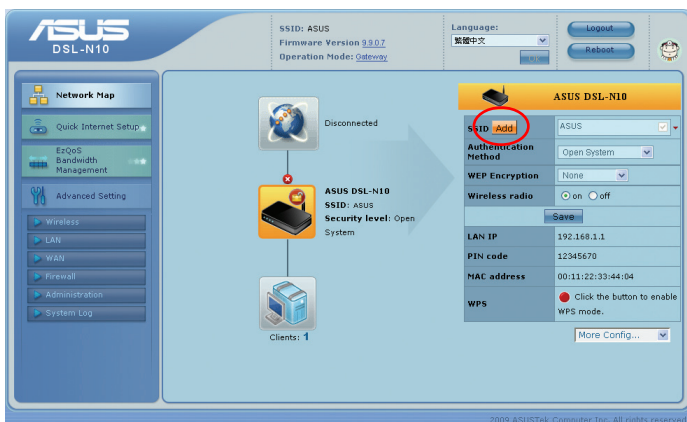 ASUS
DSL-N10
SSID: ASUS
Firmware Version 9.9.0.7
Operation Mode: Gateway
Language:
繁體中文
Logout
Reboot
Network Map
Quick Internet Setup
EzQoS
Bandwidth
Management
Advanced Setting
Wireless
LAN
WAN
Firewall
Administration
System Log
Disconnected
ASUS DSL-N10
SSID: ASUS
Security level: Open
System
Clients: 1
ASUS DSL-N10
SSID Add ASUS
Authentication
Method Open System
WEP Encryption None
Wireless radio on off
Save
LAN IP 192.168.1.1
PIN code 12345670
MAC address 00:11:22:33:44:04
WPS Click the button to enable
WPS mode.
More Config...
2009 ASUSTek Computer Inc. All rights reserved